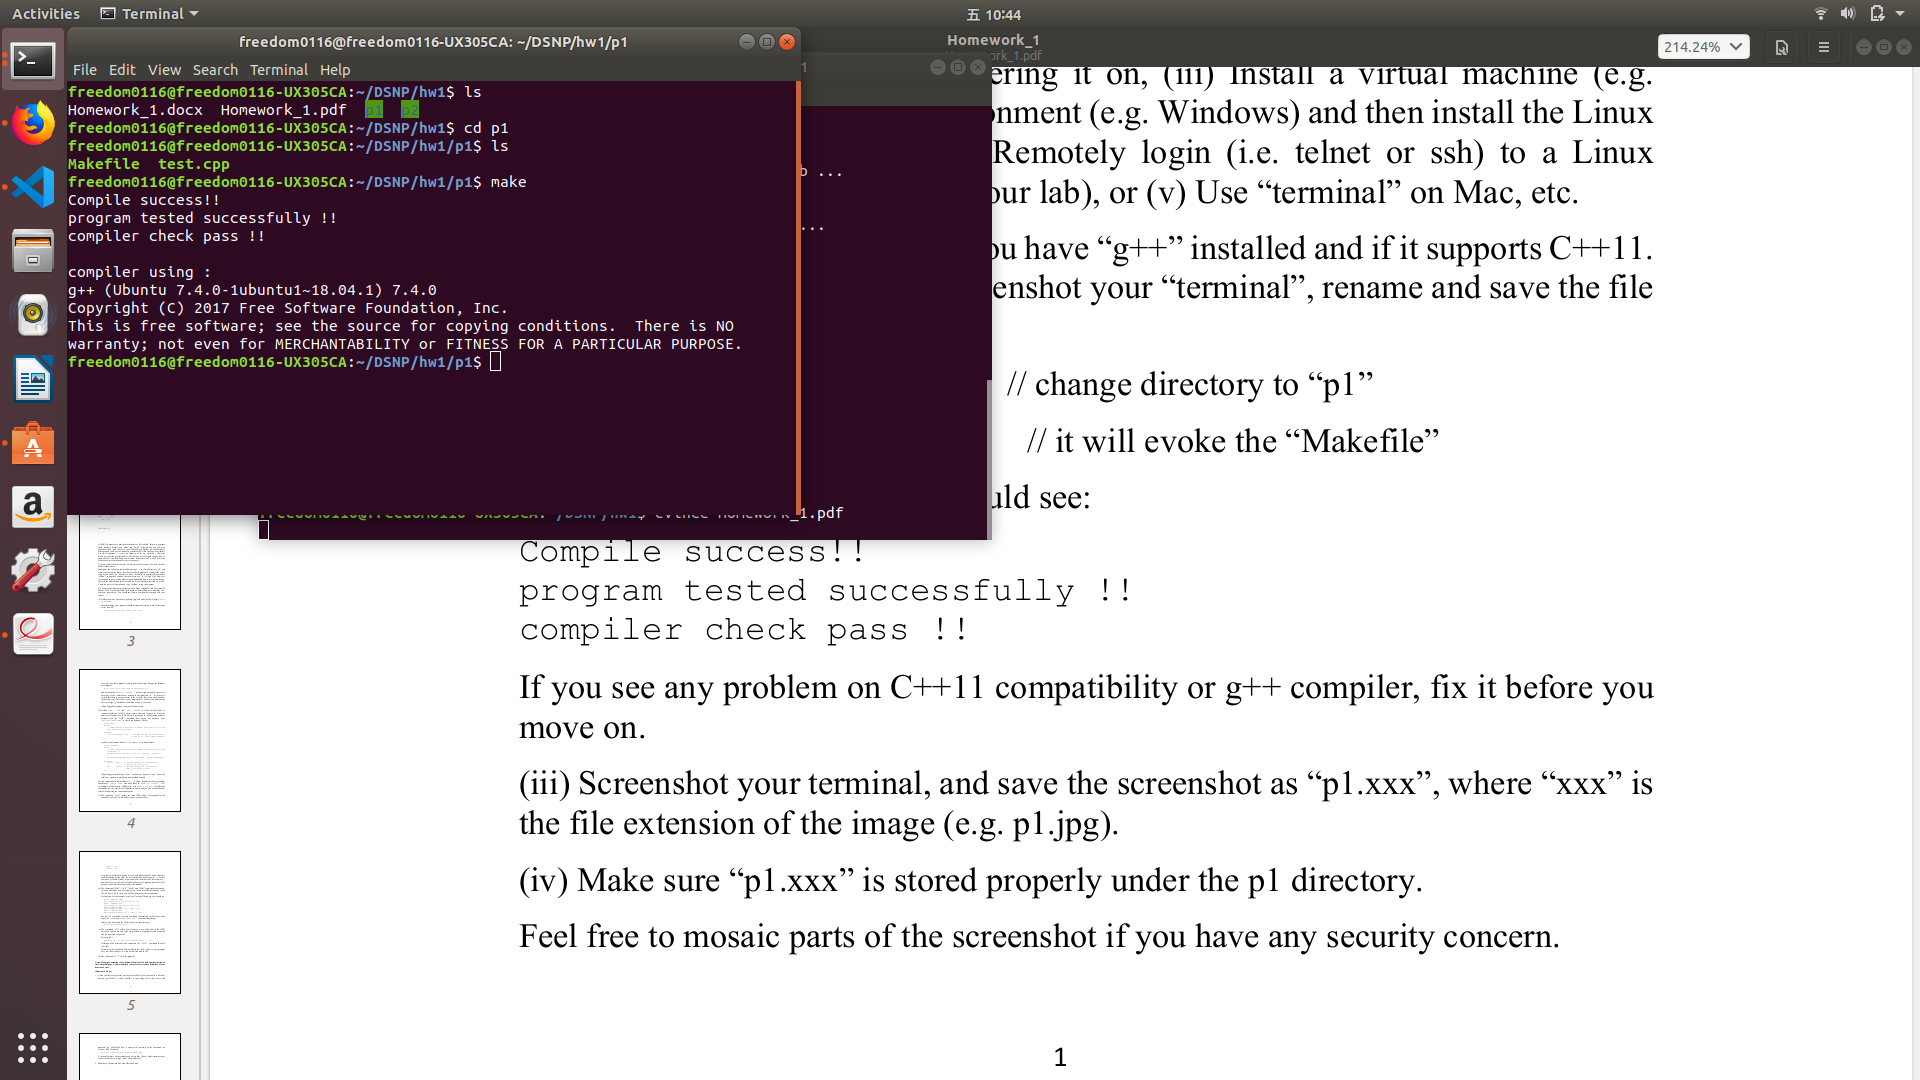 Activities
Terminal
五 10:44
freedom0116@freedom0116-UX305CA: ~/DSNP/hw1/p1
File Edit View Search Terminal Help
freedom0116@freedom0116-UX305CA:~/DSNP/hw1$ ls
Homework_1.docx Homework_1.pdf p1 p2
freedom0116@freedom0116-UX305CA:~/DSNP/hw1$ cd p1
freedom0116@freedom0116-UX305CA:~/DSNP/hw1/p1$ ls
Makefile test.cpp
freedom0116@freedom0116-UX305CA:~/DSNP/hw1/p1$ make
Compile success!!
program tested successfully !!
compiler check pass !!
compiler using :
g++ (Ubuntu 7.4.0-1ubuntu1~18.04.1) 7.4.0
Copyright (C) 2017 Free Software Foundation, Inc.
This is free software; see the source for copying conditions. There is NO
warranty; not even for MERCHANTABILITY or FITNESS FOR A PARTICULAR PURPOSE.
freedom0116@freedom0116-UX305CA:~/DSNP/hw1/p1$
1
b ...
...
freedom0116@freedom0116-UX305CA:~/DSNP/hw1$ evince Homework_1.pdf
Homework_1
ork_1.pdf
214.24%
ering it on, (iii) Install a virtual machine (e.g.
onment (e.g. Windows) and then install the Linux
Remotely login (i.e. telnet or ssh) to a Linux
our lab), or (v) Use “terminal” on Mac, etc.
ou have “g++” installed and if it supports C++11.
enshot your “terminal”, rename and save the file
// change directory to “p1”
// it will evoke the “Makefile”
uld see:
Compile success!!
program tested successfully !!
compiler check pass !!
If you see any problem on C++11 compatibility or g++ compiler, fix it before you
move on.
(iii) Screenshot your terminal, and save the screenshot as “p1.xxx”, where “xxx” is
the file extension of the image (e.g. p1.jpg).
(iv) Make sure “p1.xxx” is stored properly under the p1 directory.
Feel free to mosaic parts of the screenshot if you have any security concern.
1
3
4
5